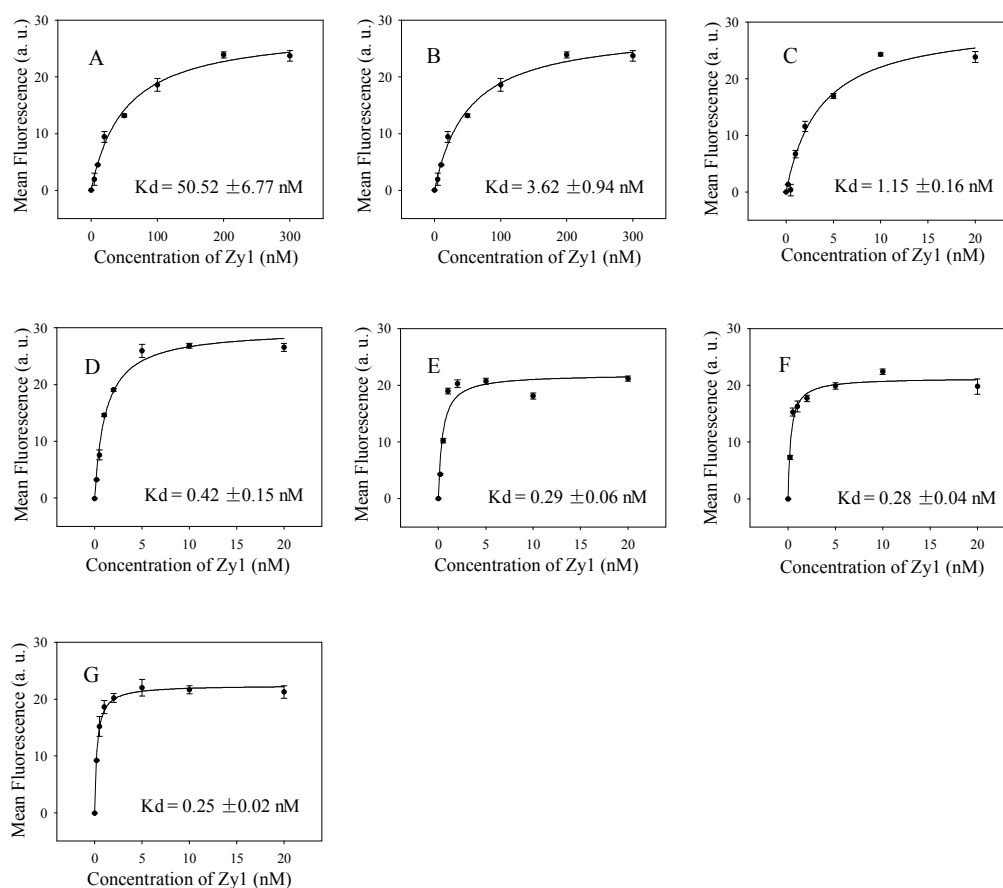 30
20
10
0
Mean Fluorescence (a. u.)
A
Kd = 50.52 ±6.77 nM
0 100 200 300
Concentration of Zy1 (nM)
30
20
10
0
Mean Fluorescence (a. u.)
B
Kd = 3.62 ±0.94 nM
0 100 200 300
Concentration of Zy1 (nM)
30
20
10
0
Mean Fluorescence (a. u.)
C
Kd = 1.15 ±0.16 nM
0 5 10 15 20
Concentration of Zy1 (nM)
30
20
10
0
Mean Fluorescence (a. u.)
D
Kd = 0.42 ±0.15 nM
0 5 10 15 20
Concentration of Zy1 (nM)
30
20
10
0
Mean Fluorescence (a. u.)
E
Kd = 0.29 ±0.06 nM
0 5 10 15 20
Concentration of Zy1 (nM)
30
20
10
0
Mean Fluorescence (a. u.)
F
Kd = 0.28 ±0.04 nM
0 5 10 15 20
Concentration of Zy1 (nM)
30
20
10
0
Mean Fluorescence (a. u.)
G
Kd = 0.25 ±0.02 nM
0 5 10 15 20
Concentration of Zy1 (nM)